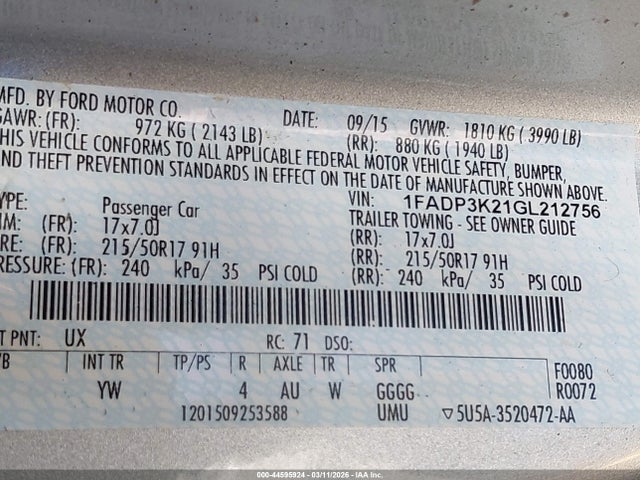 MFD. BY FORD MOTOR CO. DATE: 09/15 GVWR: 1810 KG ( 3990 LB)
GAWR: (FR): 972 KG ( 2143 LB) (RR): 880 KG ( 1940 LB)
THIS VEHICLE CONFORMS TO ALL APPLICABLE FEDERAL MOTOR VEHICLE SAFETY, BUMPER,
AND THEFT PREVENTION STANDARDS IN EFFECT ON THE DATE OF MANUFACTURE SHOWN ABOVE.
VIN: 1FADP3K21GL212756
YPE: Passenger Car TRAILER TOWING - SEE OWNER GUIDE
IM: (FR): 17x7.0J (RR): 17x7.0J
RE: (FR): 215/50R17 91H (RR): 215/50R17 91H
PRESSURE: (FR): 240 kPa/ 35 PSI COLD (RR): 240 kPa/ 35 PSI COLD
T PNT: UX RC: 71 DSO:
/B INT TR TP/PS R AXLE TR SPR F0080
YW 4 AU W GGGG R0072
1201509253588 UMU ▽5U5A-3520472-AA
000-44595924 - 03/11/2026 - IAA Inc.